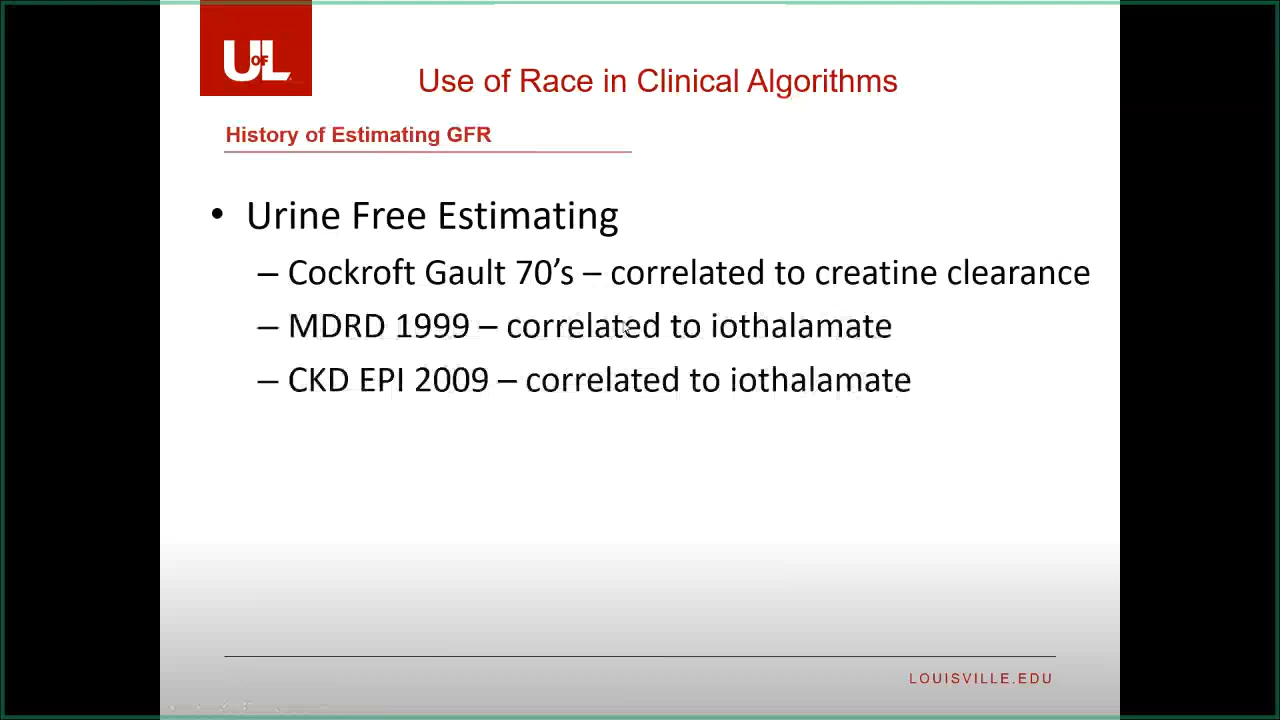 UofL
Use of Race in Clinical Algorithms
History of Estimating GFR
• Urine Free Estimating
– Cockroft Gault 70’s – correlated to creatine clearance
– MDRD 1999 – correlated to iothalamate
– CKD EPI 2009 – correlated to iothalamate
LOUISVILLE.EDU